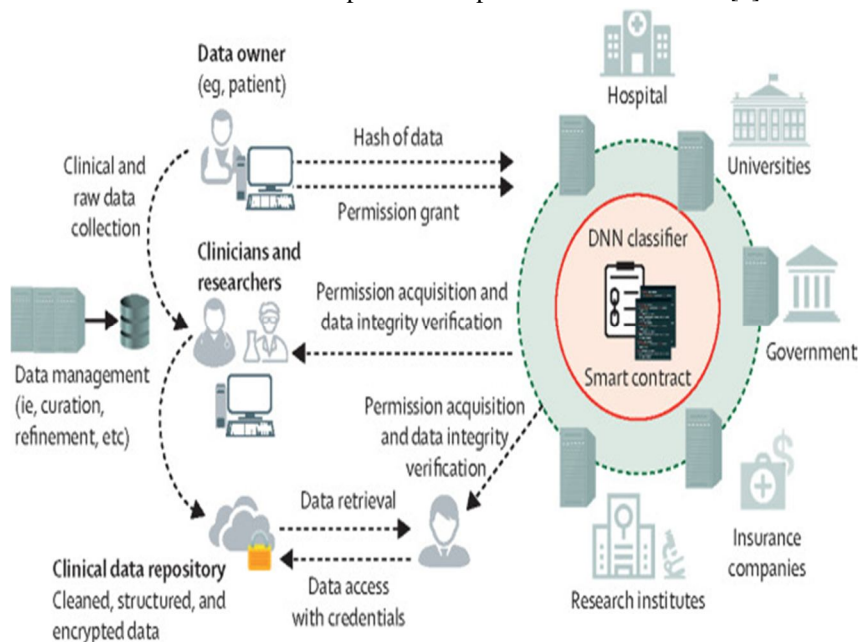 Data owner
(eg, patient)
Hospital
Hash of data
Universities
Clinical and
raw data
collection
Permission grant
DNN classifier
Clinicians and
researchers
Permission acquisition and
data integrity verification
Government
Smart contract
Data management
(ie, curation,
refinement, etc)
Permission acquisition
and data integrity
verification
Data retrieval
Insurance
companies
Clinical data repository
Cleaned, structured, and
encrypted data
Data access
with credentials
Research institutes